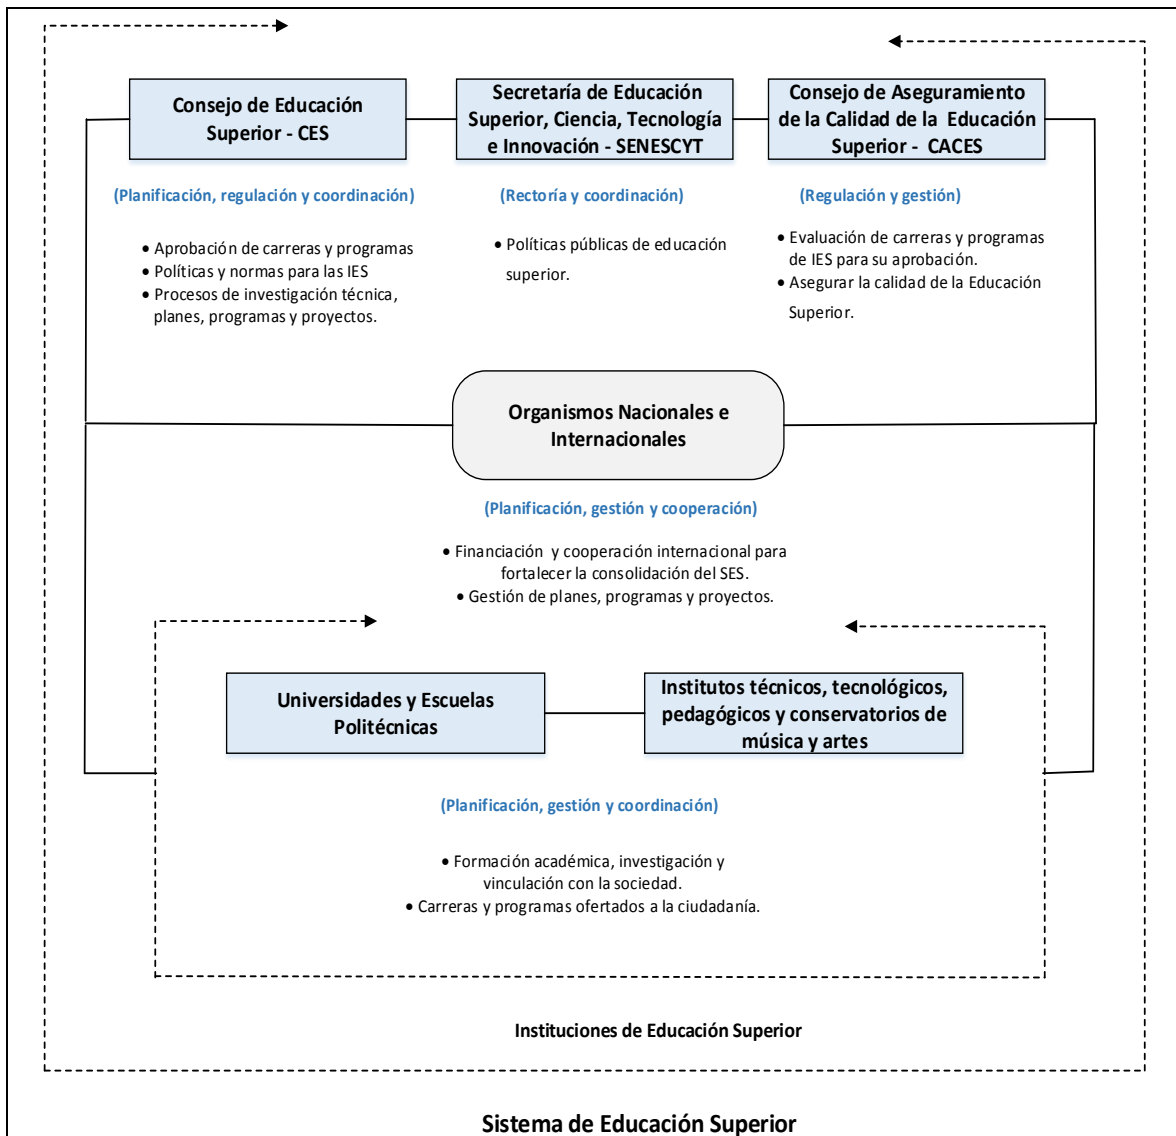 Consejo de Educación
Superior - CES
Secretaría de Educación
Superior, Ciencia, Tecnología
e Innovación - SENESCYT
Consejo de Aseguramiento
de la Calidad de la Educación
Superior - CACES
(Planificación, regulación y coordinación)
• Aprobación de carreras y programas
• Políticas y normas para las IES
• Procesos de investigación técnica,
planes, programas y proyectos.
(Rectoría y coordinación)
• Políticas públicas de educación
superior.
(Regulación y gestión)
• Evaluación de carreras y programas
de IES para su aprobación.
• Asegurar la calidad de la Educación
Superior.
Organismos Nacionales e
Internacionales
(Planificación, gestión y cooperación)
• Financiación y cooperación internacional para
fortalecer la consolidación del SES.
• Gestión de planes, programas y proyectos.
Universidades y Escuelas
Politécnicas
Institutos técnicos, tecnológicos,
pedagógicos y conservatorios de
música y artes
(Planificación, gestión y coordinación)
• Formación académica, investigación y
vinculación con la sociedad.
• Carreras y programas ofertados a la ciudadanía.
Instituciones de Educación Superior
Sistema de Educación Superior